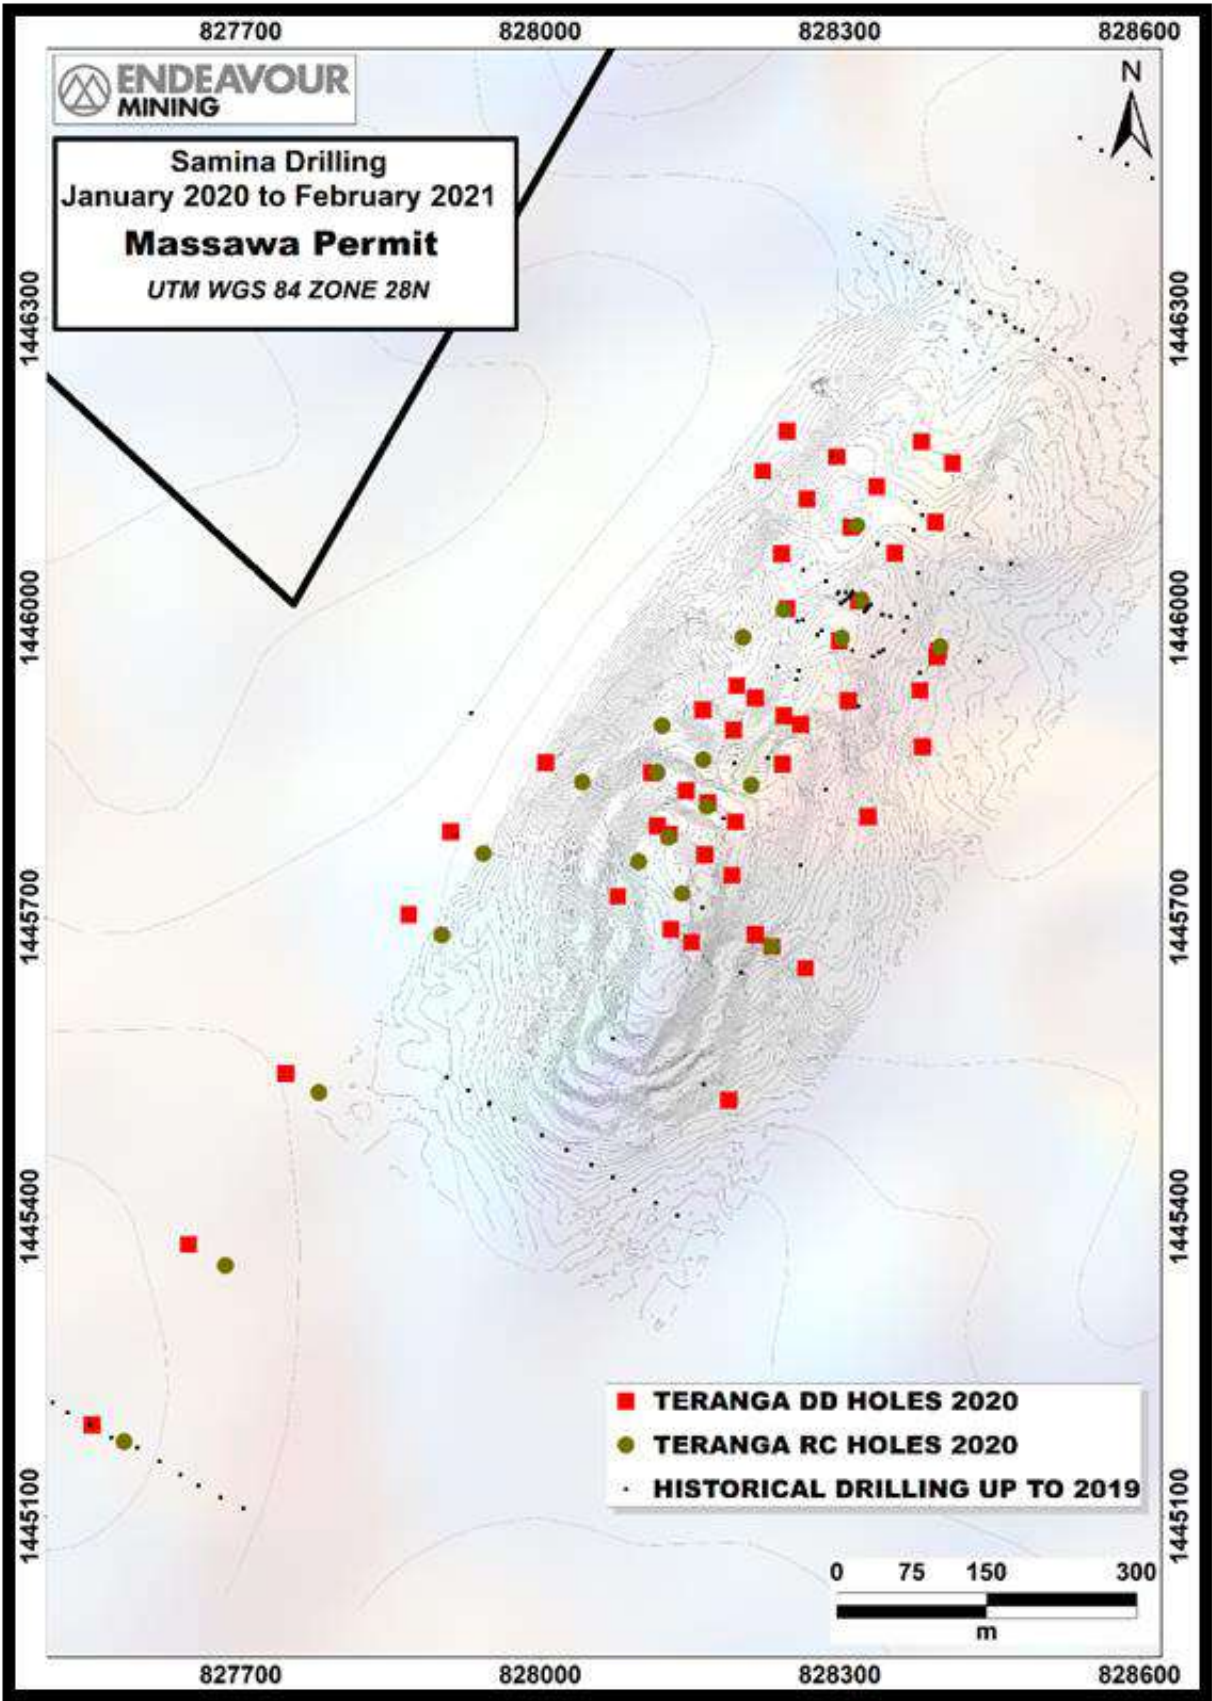 827700 828000 828300 828600
ENDEAVOUR
MINING
N
Samina Drilling
January 2020 to February 2021
Massawa Permit
UTM WGS 84 ZONE 28N
1446300 1446300
1446000 1446000
1445700 1445700
1445400 1445400
1445100 1445100
TERANGA DD HOLES 2020
TERANGA RC HOLES 2020
HISTORICAL DRILLING UP TO 2019
0 75 150 300
m
827700 828000 828300 828600